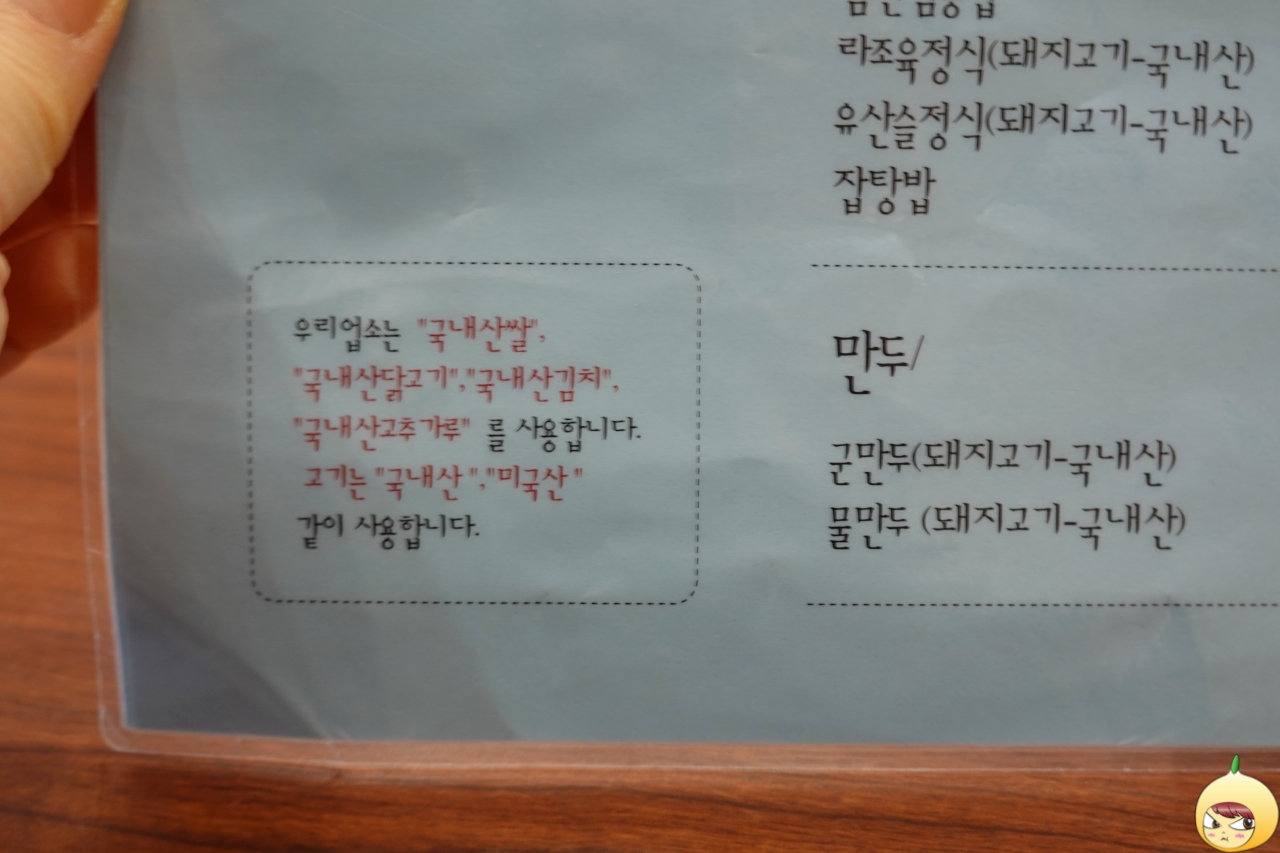 라조육정식(돼지고기-국내산)
유산슬정식(돼지고기-국내산)
잡탕밥
우리업소는 "국내산쌀",
"국내산닭고기","국내산김치",
"국내산고추가루" 를 사용합니다.
고기는 "국내산 ","미국산 "
같이 사용합니다.
만두/
군만두(돼지고기-국내산)
물만두 (돼지고기-국내산)